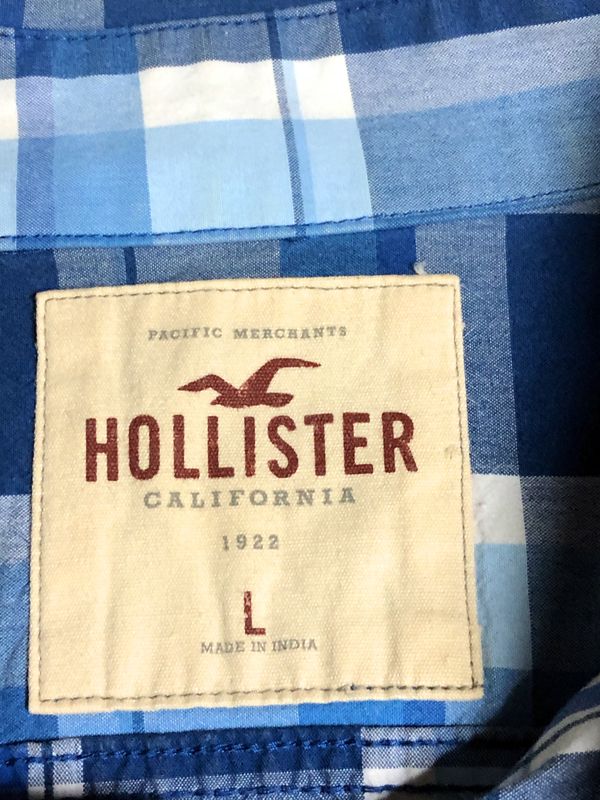 PACIFIC MERCHANTS
HOLLISTER
CALIFORNIA
1922
L
MADE IN INDIA